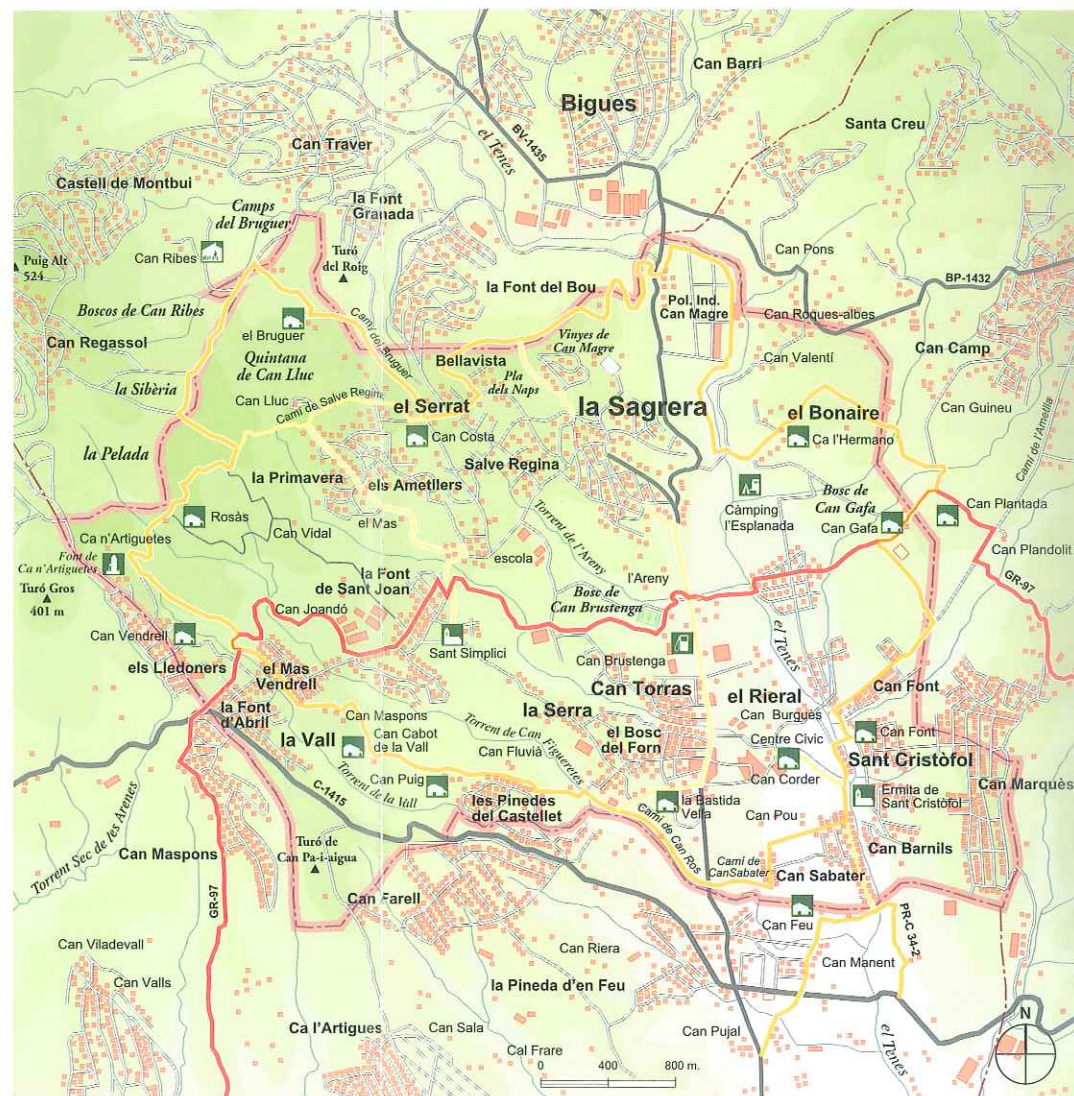 Can Barri
Bigues
BV-1435
el Tenes
Santa Creu
Can Traver
Castell de Montbui
Camps
del Bruguer
la Font
Granada
Can Ribes
Puig Alt
524
Turó
del Roig
Can Pons
BP-1432
la Font del Bou
Pol. Ind.
Can Magre
Boscos de Can Ribes
Can Roques-albes
el Bruguer
Camí del Bruguer
Vinyes de
Can Magre
Can Regassol
Quintana
de Can Lluc
Bellavista
Can Valentí
Can Camp
Pla
dels Naps
la Sibèria
Can Lluc
Camí de Salve Regina
el Serrat
la Sagrera
el Bonaire
Can Guineu
Can Costa
Ca l'Hermano
Camí de l'Ametlla
la Pelada
la Primavera
Salve Regina
els Ametllers
Rosàs
el Mas
Càmping
l'Esplanada
Bosc de
Can Gafa
Can Gafa
Can Plantada
Ca n'Artiguetes
Can Vidal
Torrent de l'Areny
Font de
Ca n'Artiguetes
escola
Can Plandolit
Turó Gros
401 m
la Font
de Sant Joan
l'Areny
GR-97
Can Joandó
Bosc de
Can Brustenga
Can Vendrell
Sant Simplici
el Tenes
els Lledoners
el Mas
Vendrell
Can Brustenga
Can Torras
el Rieral
Can Font
la Font
d'Abril
Can Maspons
la Serra
Can Burguès
Can Cabot
de la Vall
Torrent de Can Figueretes
el Bosc
del Forn
Centre Civic
Can Font
la Vall
Can Fluvià
Sant Cristòfol
Can Puig
Can Corder
Can Marquès
C-1415
Torrent de la Vall
les Pinedes
del Castellet
la Bastida
Vella
Ermita de
Sant Cristòfol
Torrent Sec de les Arenes
Can Pou
Can Maspons
Turó de
Can Pa-i-aigua
Camí de Can Ros
Can Barnils
Camí de
CanSabater
Can Sabater
GR-97
Can Farell
Can Feu
PR-C 34-2
Can Viladevall
Can Riera
Can Manent
Can Valls
la Pineda d'en Feu
Ca l'Artigues
Can Sala
Can Pujal
el Tenes
N
Cal Frare
0 400 800 m.